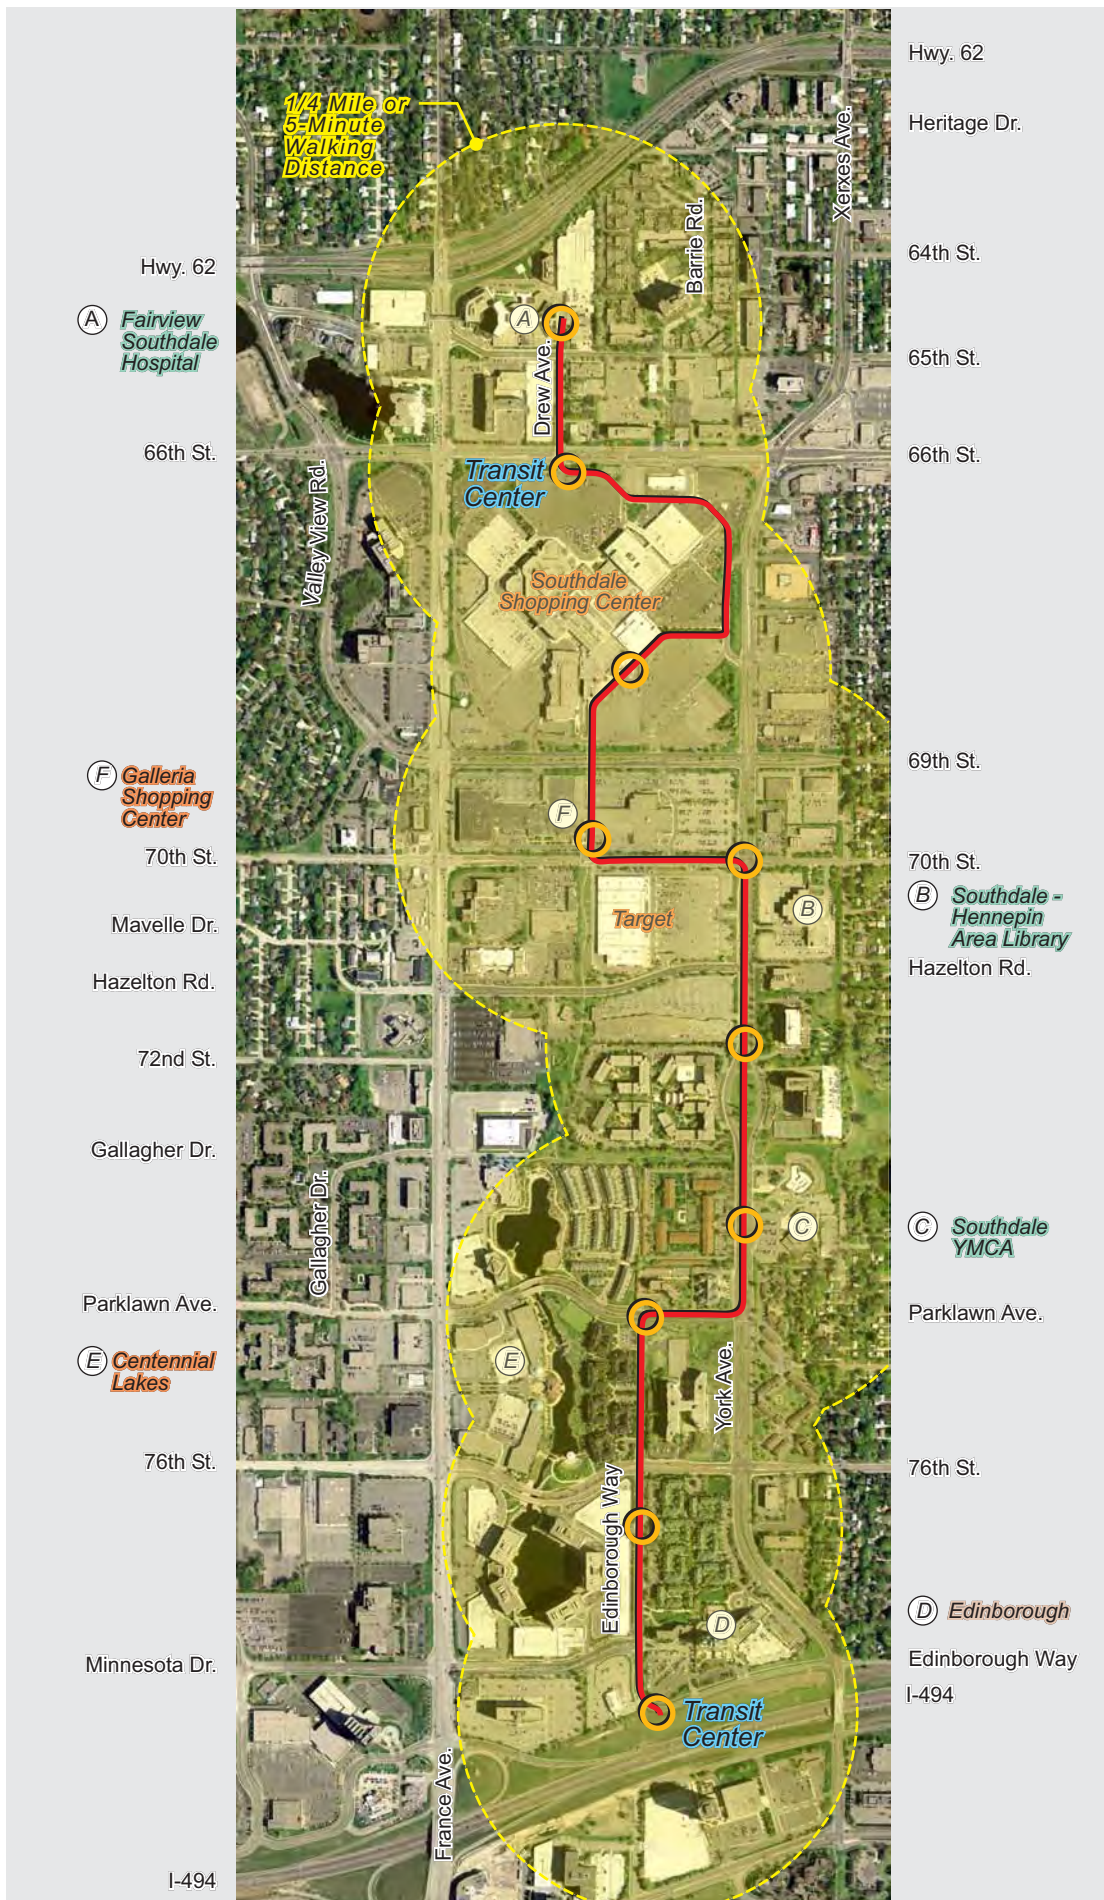 Hwy. 62
A Fairview
Southdale
Hospital
66th St.
F Galleria
Shopping
Center
70th St.
Mavelle Dr.
Hazelton Rd.
72nd St.
Gallagher Dr.
Parklawn Ave.
E Centennial
Lakes
76th St.
Minnesota Dr.
I-494
1/4 Mile or
5-Minute
Walking
Distance
Xerxes Ave.
Barrie Rd.
A
Drew Ave.
Transit
Center
Valley View Rd.
Southdale
Shopping Center
F
Target
B
Gallagher Dr.
C
E
York Ave.
Edinborough Way
D
Transit
Center
France Ave.
Hwy. 62
Heritage Dr.
64th St.
65th St.
66th St.
69th St.
70th St.
B Southdale -
Hennepin
Area Library
Hazelton Rd.
C Southdale
YMCA
Parklawn Ave.
76th St.
D Edinborough
Edinborough Way
I-494